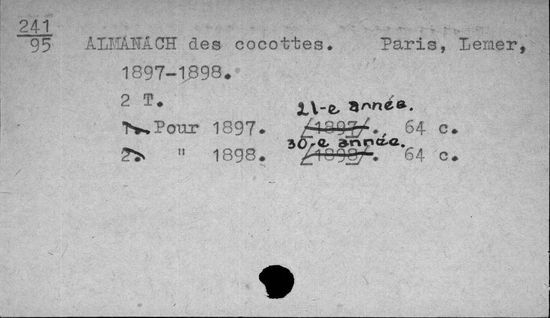 241
95
ALMANACH des cocottes. Paris, Lemer,
1897-1898.
2 T.
21-e année.
1. Pour 1897. /1897/. 64 c.
30-e année.
2. " 1898. /1898/. 64 c.